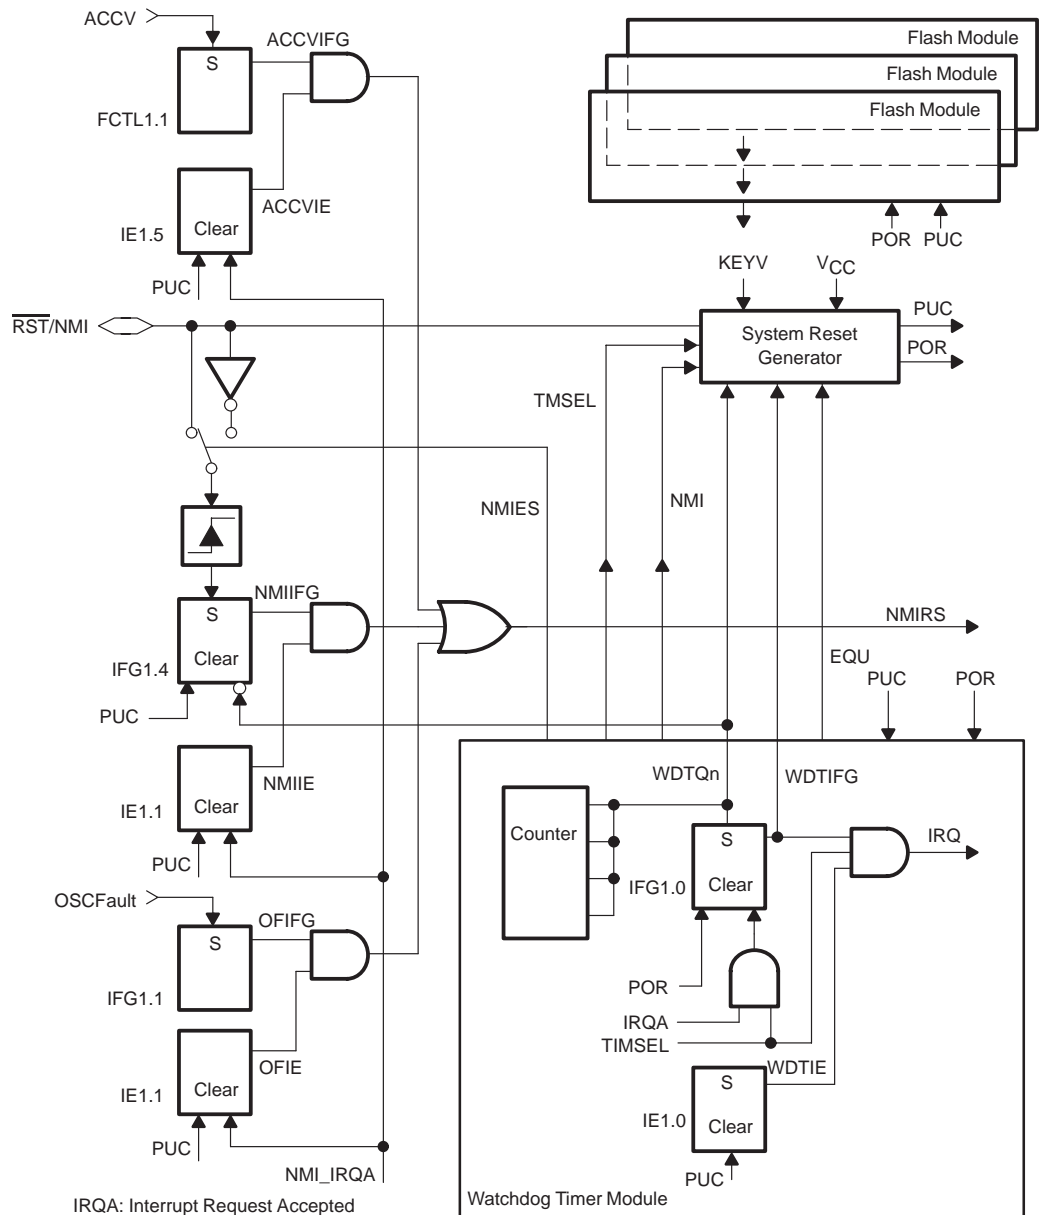 ACCV
S
ACCVIFG
FCTL1.1
Flash Module
Flash Module
Flash Module
ACCVIE
Clear
IE1.5
PUC
POR
PUC
KEYV
VCC
RST/NMI
System Reset
Generator
PUC
POR
TMSEL
NMIES
NMI
S
NMIIFG
Clear
IFG1.4
PUC
NMIRS
EQU
PUC
POR
NMIIE
Clear
IE1.1
PUC
WDTQn
WDTIFG
Counter
S
Clear
IFG1.0
IRQ
OSCFault
S
OFIFG
IFG1.1
POR
IRQA
TIMSEL
OFIE
Clear
IE1.1
PUC
WDTIE
S
Clear
IE1.0
PUC
NMI_IRQA
IRQA: Interrupt Request Accepted
Watchdog Timer Module